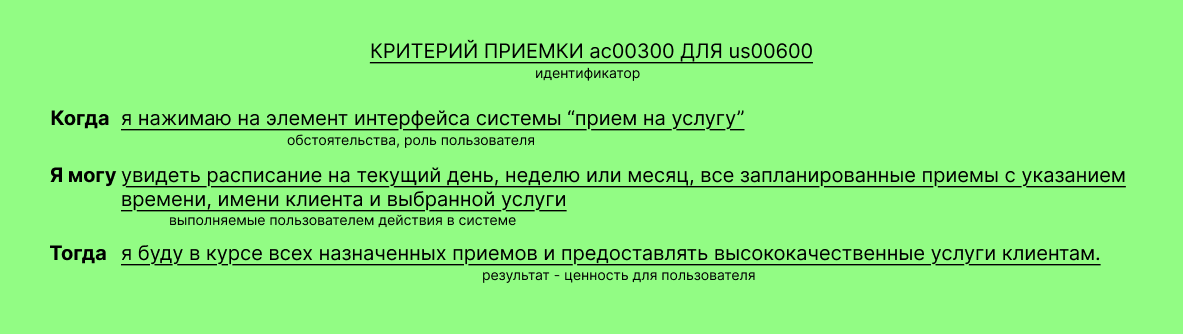 КРИТЕРИЙ ПРИЕМКИ ac00300 ДЛЯ us00600
идентификатор
Когда я нажимаю на элемент интерфейса системы “прием на услугу”
обстоятельства, роль пользователя
Я могу увидеть расписание на текущий день, неделю или месяц, все запланированные приемы с указанием
времени, имени клиента и выбранной услуги
выполняемые пользователем действия в системе
Тогда я буду в курсе всех назначенных приемов и предоставлять высококачественные услуги клиентам.
результат - ценность для пользователя